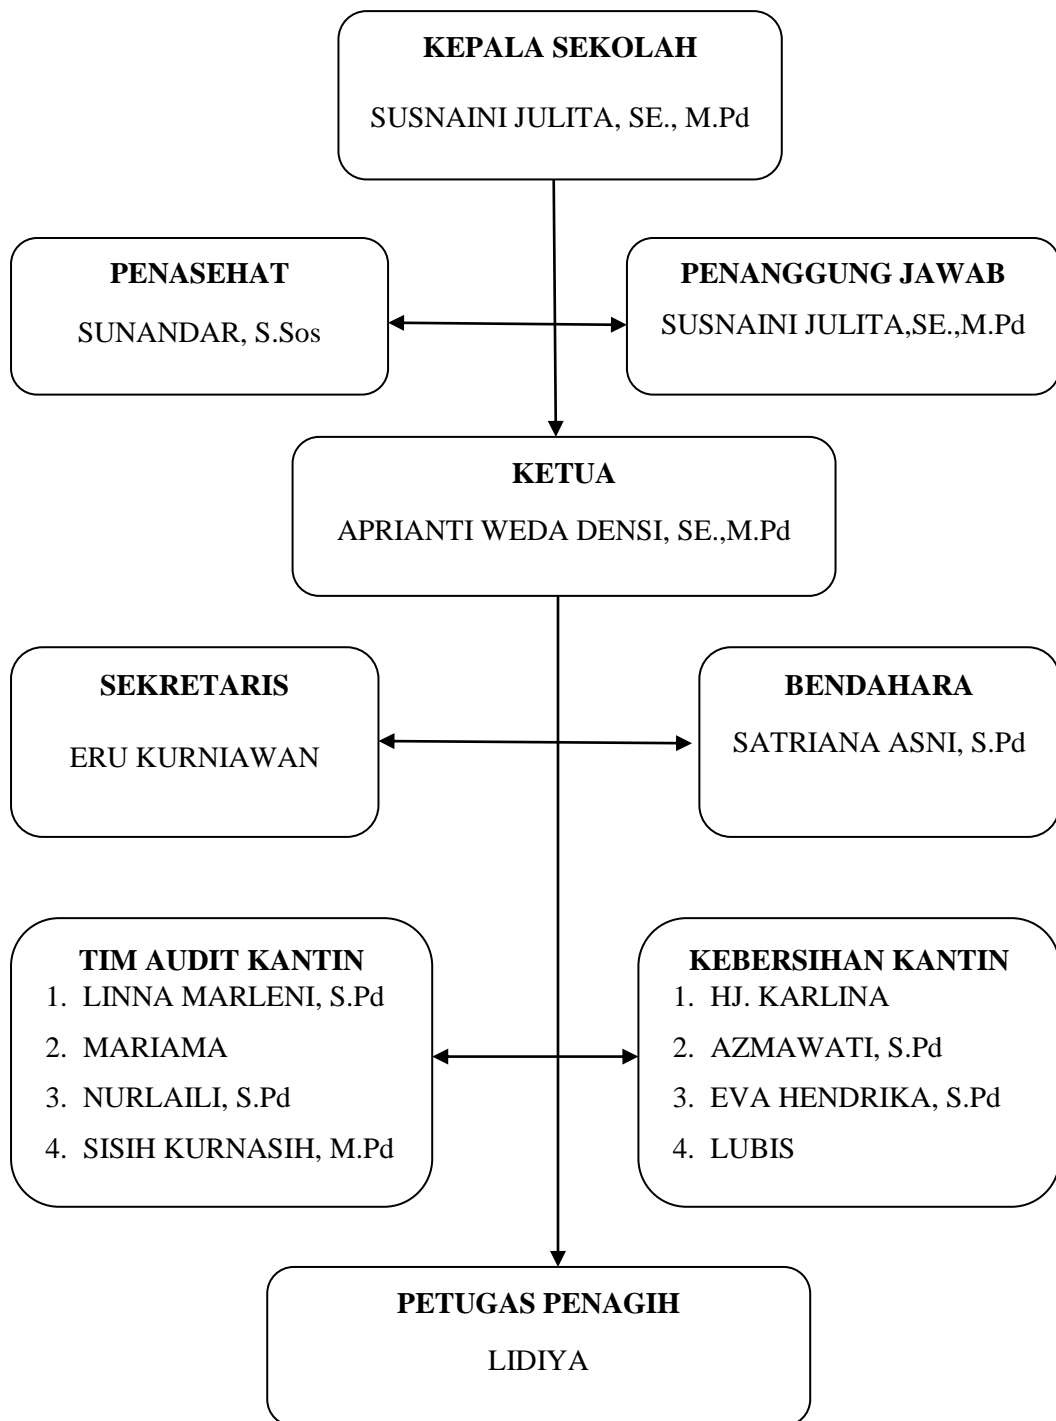 KEPALA SEKOLAH
SUSNAINI JULITA, SE., M.Pd
PENASEHAT
SUNANDAR, S.Sos
PENANGGUNG JAWAB
SUSNAINI JULITA,SE.,M.Pd
KETUA
APRIANTI WEDA DENSI, SE.,M.Pd
SEKRETARIS
ERU KURNIAWAN
BENDAHARA
SATRIANA ASNI, S.Pd
TIM AUDIT KANTIN
1. LINNA MARLENI, S.Pd
2. MARIAMA
3. NURLAILI, S.Pd
4. SISIH KURNASIH, M.Pd
KEBERSIHAN KANTIN
1. HJ. KARLINA
2. AZMAWATI, S.Pd
3. EVA HENDRIKA, S.Pd
4. LUBIS
PETUGAS PENAGIH
LIDIYA